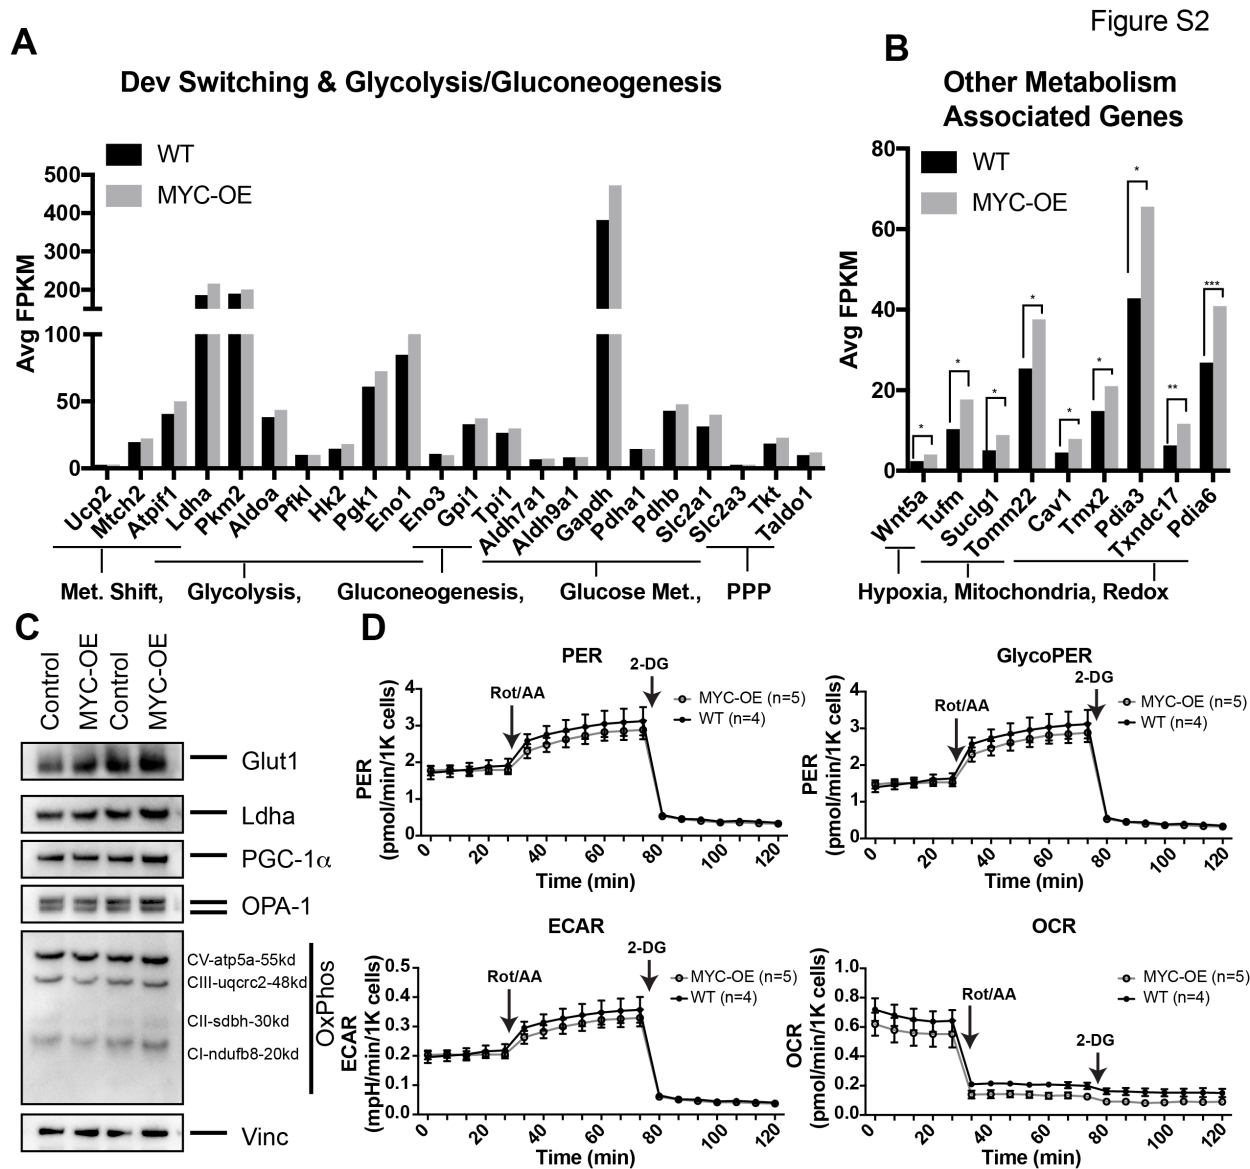 Figure S2
A
Dev Switching & Glycolysis/Gluconeogenesis
WT
MYC-OE
Avg FPKM
500
400
300
200
100
50
0
Ucp2
Mtch2
Atpif1
Ldha
Pkm2
Aldoa
Pfkl
Hk2
Pgk1
Eno1
Eno3
Gpi1
Tpi1
Aldh7a1
Aldh9a1
Gapdh
Pdha1
Pdhb
Slc2a1
Slc2a3
Tkt
Taldo1
Met. Shift, Glycolysis, Gluconeogenesis, Glucose Met., PPP
B
Other Metabolism
Associated Genes
WT
MYC-OE
Avg FPKM
80
60
40
20
0
*
*
*
*
*
*
*
**
***
Wnt5a
Tufm
Suclg1
Tomm22
Cav1
Tmx2
Pdia3
Txndc17
Pdia6
Hypoxia, Mitochondria, Redox
C
Control
MYC-OE
Control
MYC-OE
Glut1
Ldha
PGC-1α
OPA-1
CV-atp5a-55kd
CIII-uqcrc2-48kd
CII-sdbh-30kd
CI-ndufb8-20kd
OxPhos
Vinc
D
PER
PER
(pmol/min/1K cells)
4
3
2
1
0
Rot/AA
2-DG
MYC-OE (n=5)
WT (n=4)
0 20 40 60 80 100 120
Time (min)
GlycoPER
PER
(pmol/min/1K cells)
4
3
2
1
0
Rot/AA
2-DG
MYC-OE (n=5)
WT (n=4)
0 20 40 60 80 100 120
Time (min)
ECAR
ECAR
(mpH/min/1K cells)
0.5
0.4
0.3
0.2
0.1
0.0
Rot/AA
2-DG
MYC-OE (n=5)
WT (n=4)
0 20 40 60 80 100 120
Time (min)
OCR
OCR
(pmol/min/1K cells)
1.0
0.8
0.6
0.4
0.2
0.0
Rot/AA
2-DG
MYC-OE (n=5)
WT (n=4)
0 20 40 60 80 100 120
Time (min)